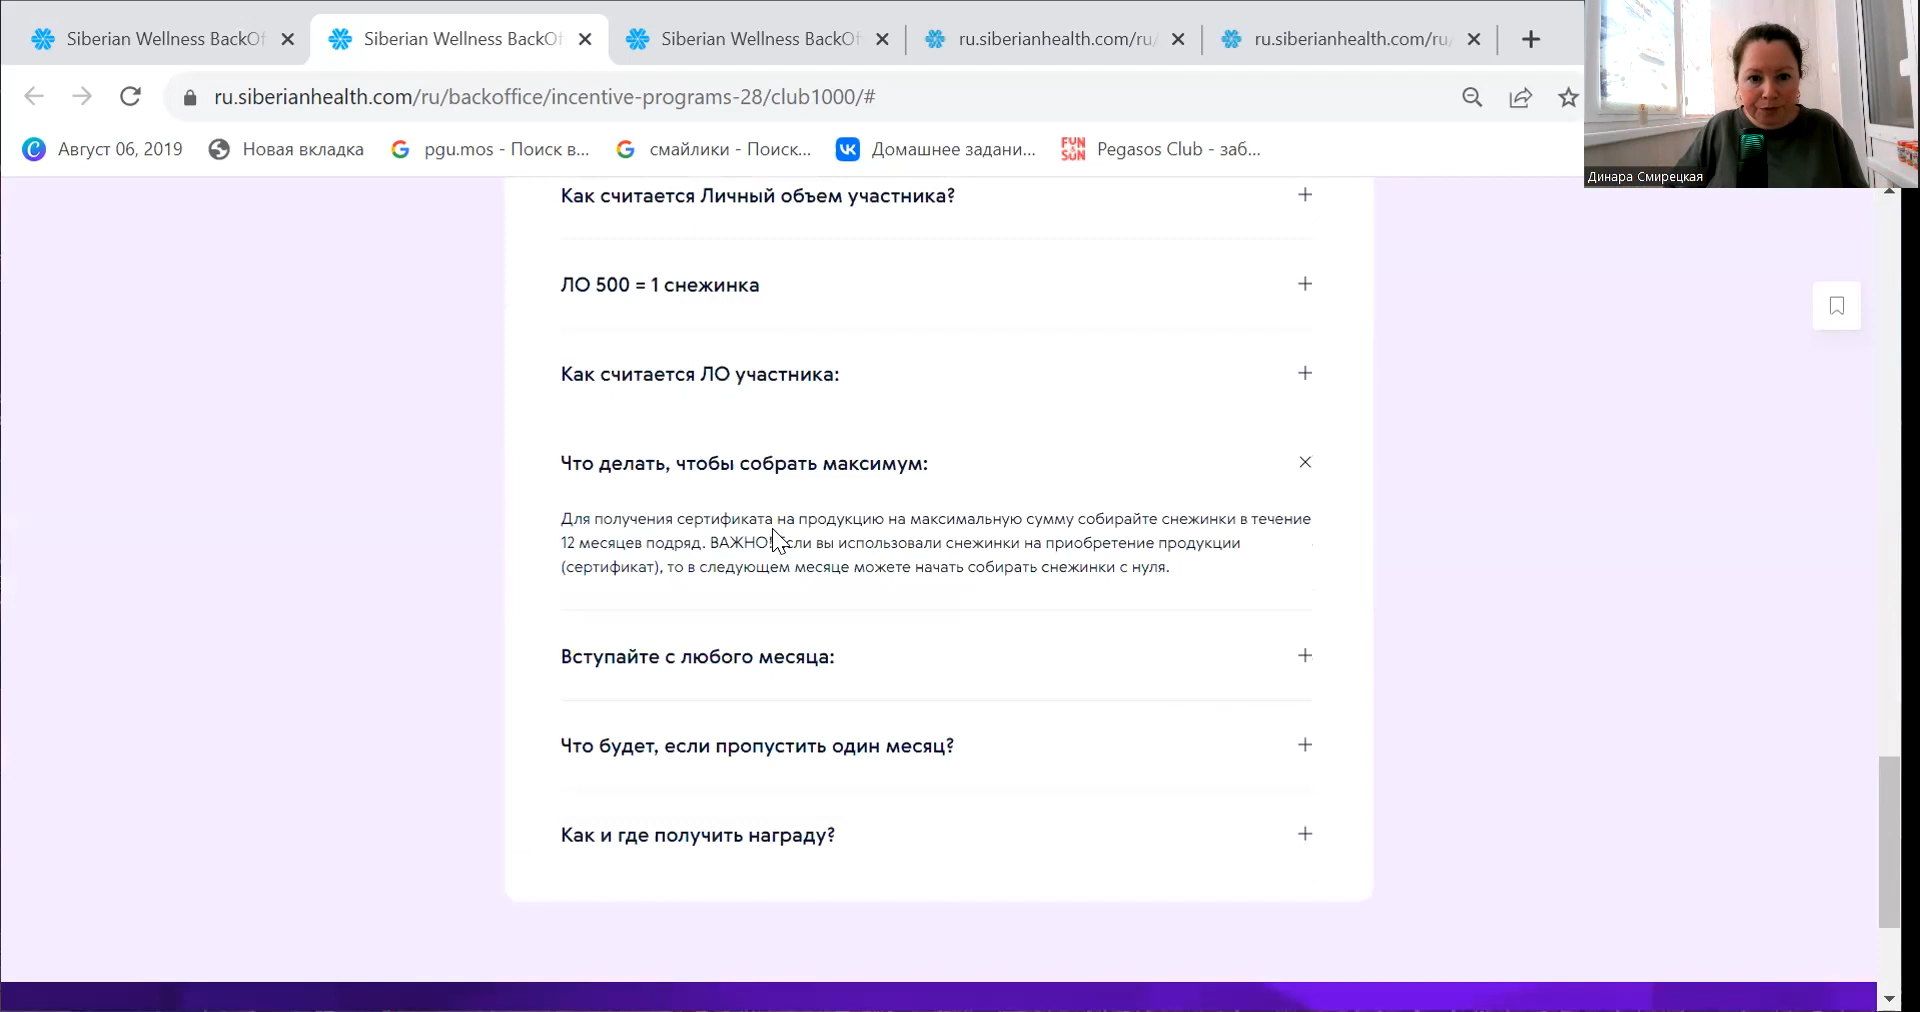 Siberian Wellness BackOf
Siberian Wellness BackOf
Siberian Wellness BackOf
ru.siberianhealth.com/ru/
ru.siberianhealth.com/ru/
ru.siberianhealth.com/ru/backoffice/incentive-programs-28/club1000/#
Август 06, 2019
Новая вкладка
pgu.mos - Поиск в...
смайлики - Поиск...
Домашнее задани...
FUN SUN
Pegasos Club - заб...
Динара Смирецкая
Как считается Личный объем участника?
ЛО 500 = 1 снежинка
Как считается ЛО участника:
Что делать, чтобы собрать максимум:
Для получения сертификата на продукцию на максимальную сумму собирайте снежинки в течение
12 месяцев подряд. ВАЖНО! Если вы использовали снежинки на приобретение продукции
(сертификат), то в следующем месяце можете начать собирать снежинки с нуля.
Вступайте с любого месяца:
Что будет, если пропустить один месяц?
Как и где получить награду?